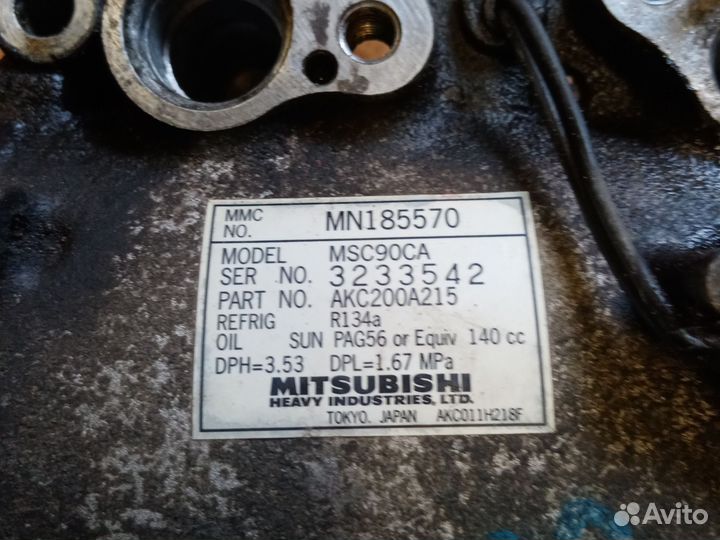 MMC NO. MN185570
MODEL MSC90CA
SER NO. 3233542
PART NO. AKC200A215
REFRIG R134a
OIL SUN PAG56 or Equiv 140 cc
DPH=3.53 DPL=1.67 MPa
MITSUBISHI
HEAVY INDUSTRIES, LTD.
TOKYO, JAPAN AKC011H218F
Avito